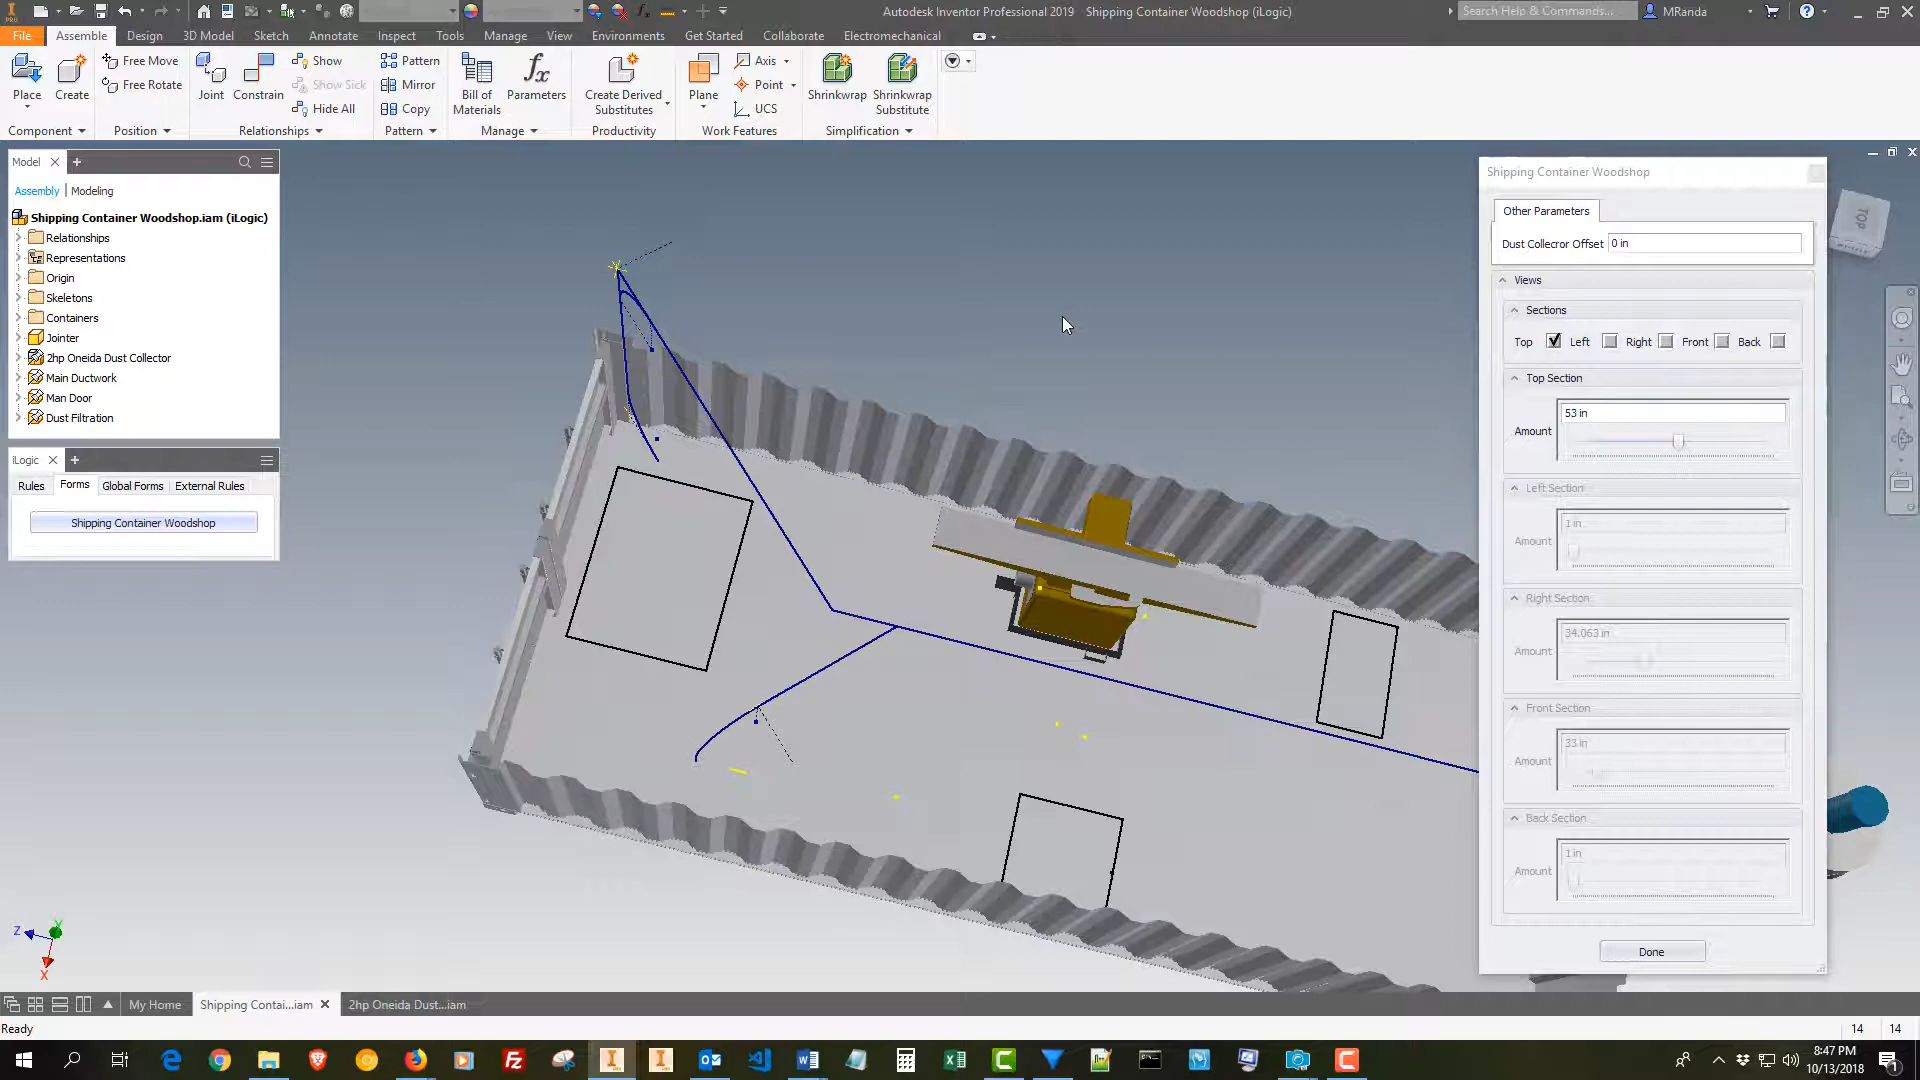 PRO
Autodesk Inventor Professional 2019 Shipping Container Woodshop (iLogic)
Search Help & Commands...
MRanda
File Assemble Design 3D Model Sketch Annotate Inspect Tools Manage View Environments Get Started Collaborate Electromechanical
Place
Create
Free Move
Free Rotate
Joint
Constrain
Show
Show Sick
Hide All
Pattern
Mirror
Copy
Bill of
Materials
fx
Parameters
Create Derived
Substitutes
Plane
Axis
Point
UCS
Shrinkwrap
Shrinkwrap
Substitute
Component Position Relationships Pattern Manage Productivity Work Features Simplification
Model
Assembly | Modeling
Shipping Container Woodshop.iam (iLogic)
Relationships
Representations
Origin
Skeletons
Containers
Jointer
2hp Oneida Dust Collector
Main Ductwork
Man Door
Dust Filtration
iLogic
Rules Forms Global Forms External Rules
Shipping Container Woodshop
Shipping Container Woodshop
Other Parameters
Dust Collecror Offset 0 in
Views
Sections
Top Left Right Front Back
Top Section
53 in
Amount
Left Section
1 in
Amount
Right Section
34.063 in
Amount
Front Section
33 in
Amount
Back Section
1 in
Amount
Done
TOP
Z Y
X
My Home Shipping Contai...iam 2hp Oneida Dust...iam
Ready
14 14
8:47 PM
10/13/2018